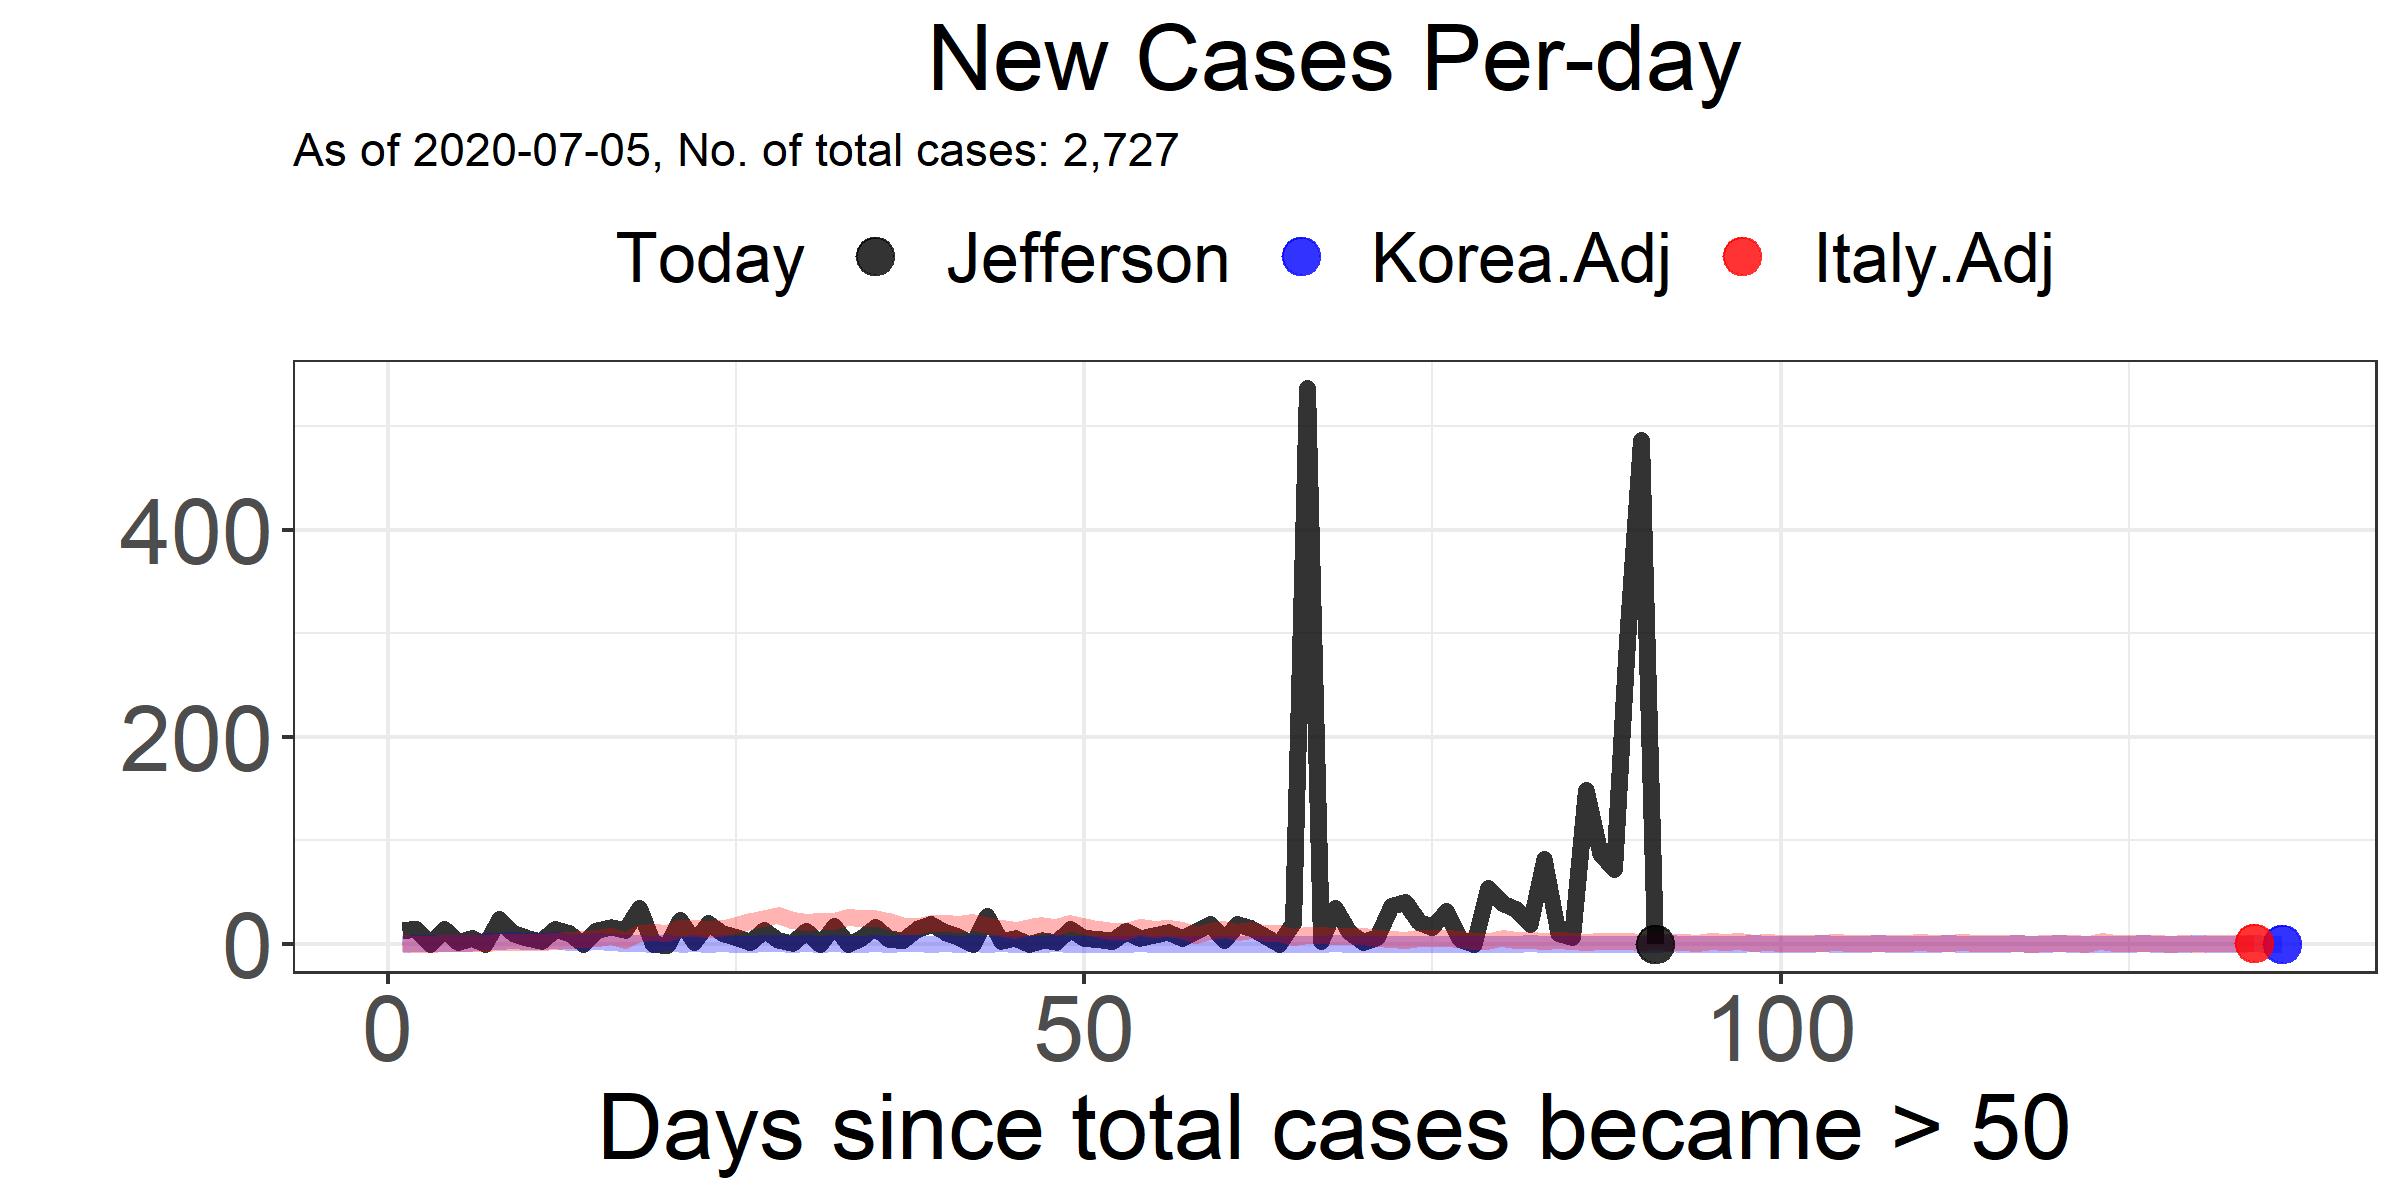 New Cases Per-day
As of 2020-07-05, No. of total cases: 2,727
Today Jefferson Korea.Adj Italy.Adj
400
200
0
0 50 100
Days since total cases became > 50